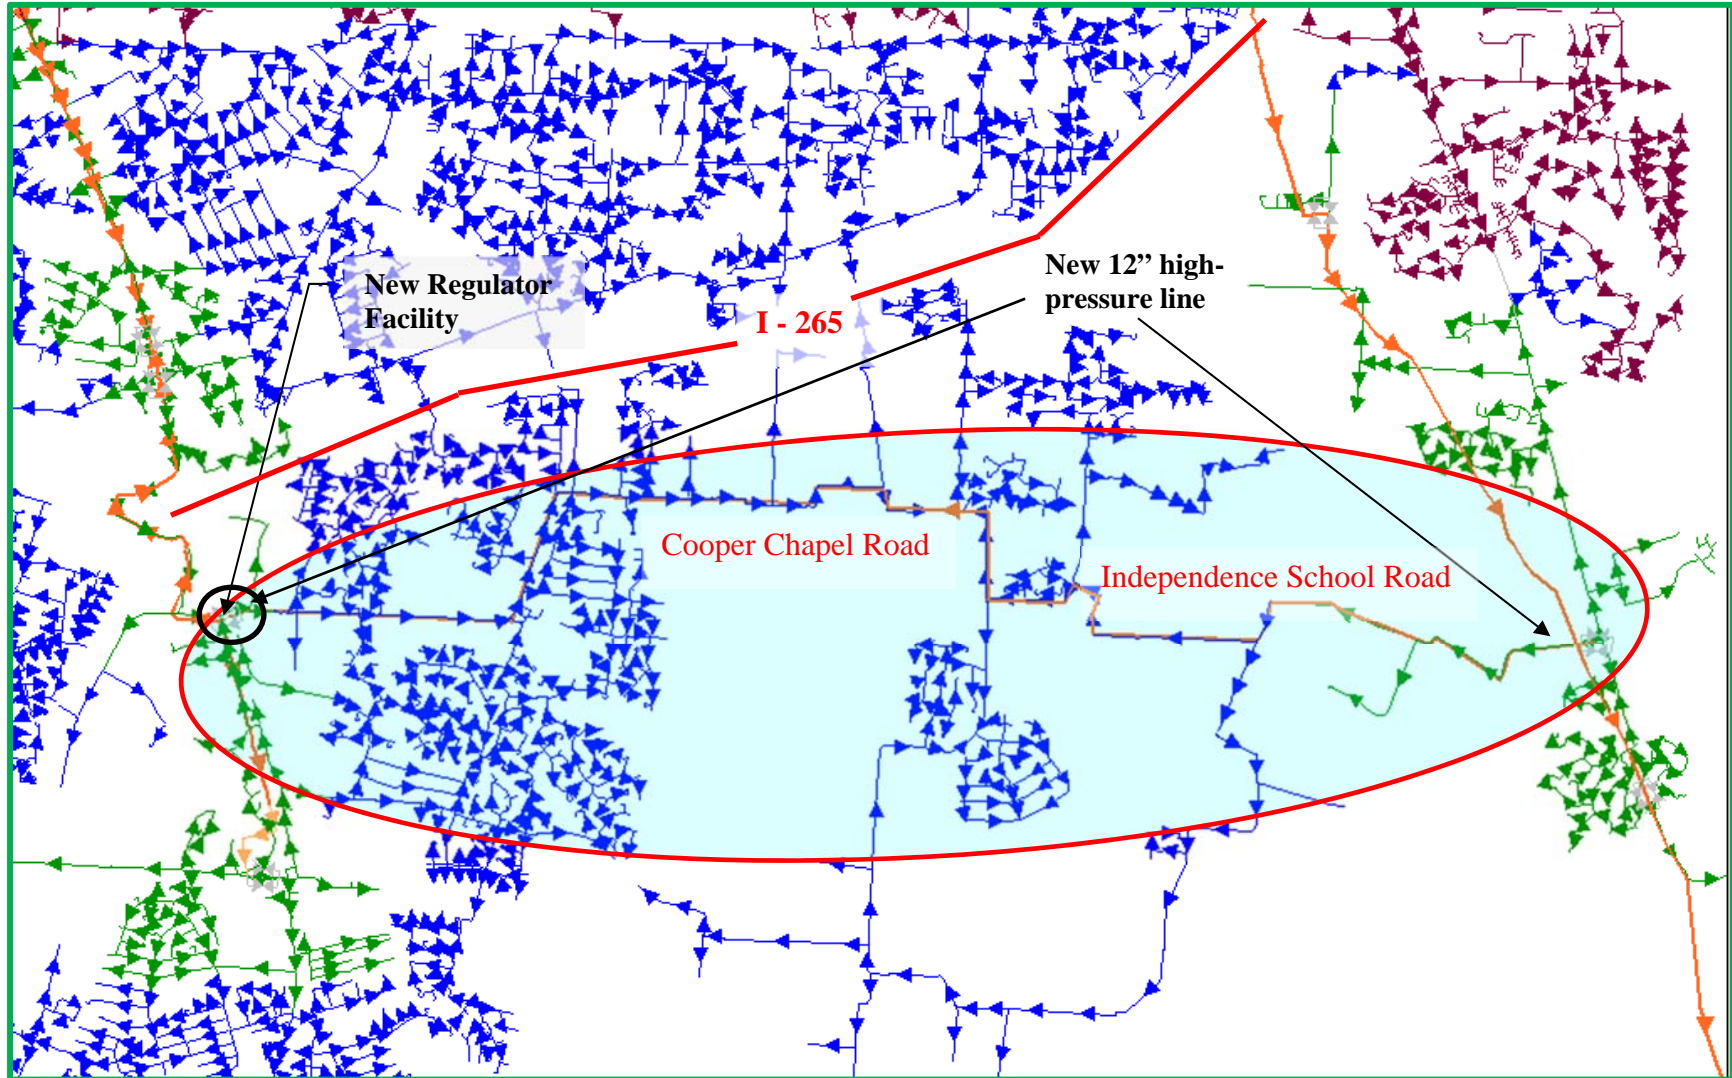 New Regulator
Facility
New 12” high-
pressure line
I - 265
Cooper Chapel Road
Independence School Road